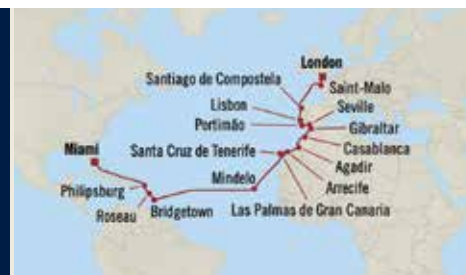 London
Santiago de Compostela
Saint-Malo
Lisbon
Seville
Portimão
Gibraltar
Miami
Casablanca
Santa Cruz de Tenerife
Agadir
Mindelo
Arrecife
Philipsburg
Las Palmas de Gran Canaria
Roseau
Bridgetown